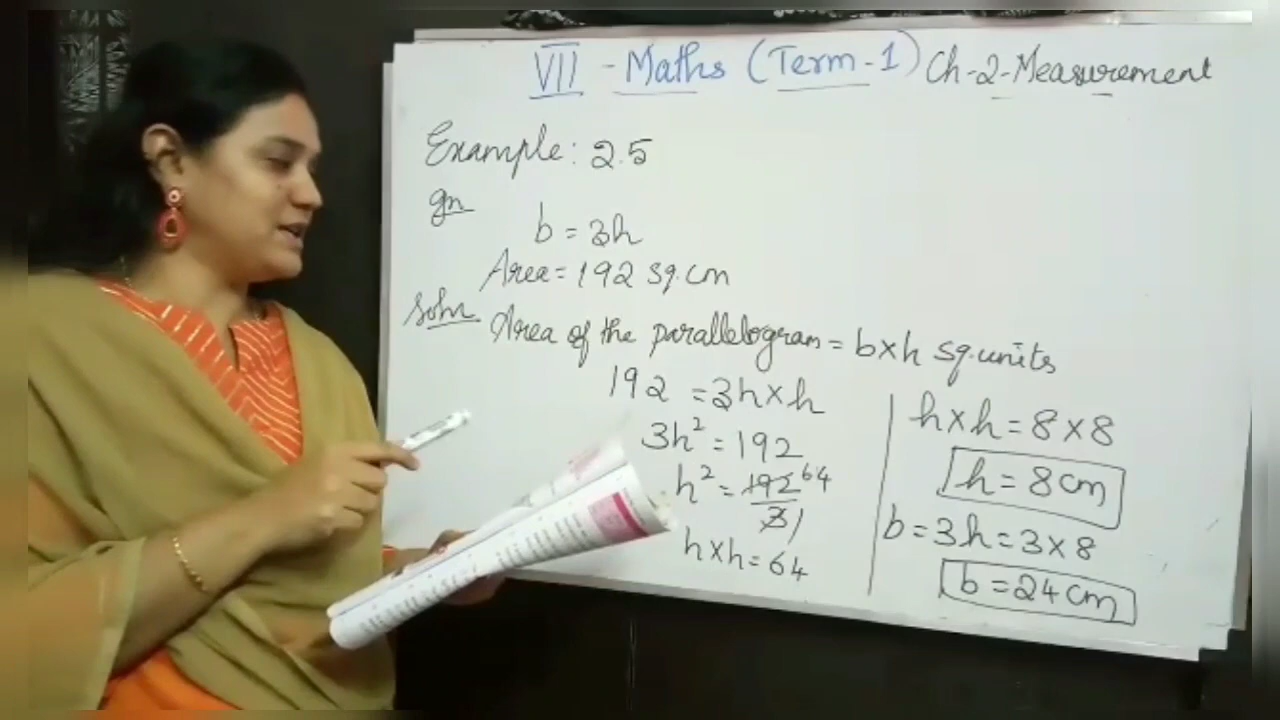 VII - Maths (Term-1) Ch-2-Measurement
Example: 2.5
gn
b = 3h
Area = 192 sq.cm
Soln
Area of the parallelogram = b×h sq.units
192 = 3h×h
3h² = 192
h² = 192 64
3 1
h×h = 64
h×h = 8×8
h = 8cm
b = 3h = 3×8
b = 24cm